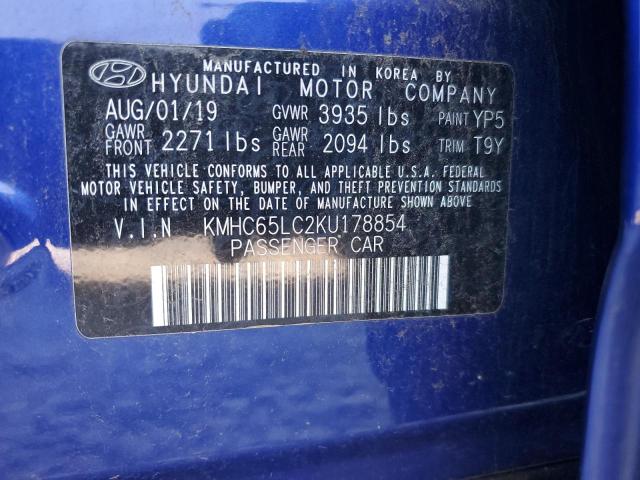 MANUFACTURED IN KOREA BY
HYUNDAI MOTOR COMPANY
AUG/01/19 GVWR 3935 lbs PAINT YP5
GAWR FRONT 2271 lbs GAWR REAR 2094 lbs TRIM T9Y
THIS VEHICLE CONFORMS TO ALL APPLICABLE U.S.A. FEDERAL
MOTOR VEHICLE SAFETY, BUMPER, AND THEFT PREVENTION STANDARDS
IN EFFECT ON THE DATE OF MANUFACTURE SHOWN ABOVE.
V.I.N KMHC65LC2KU178854
PASSENGER CAR